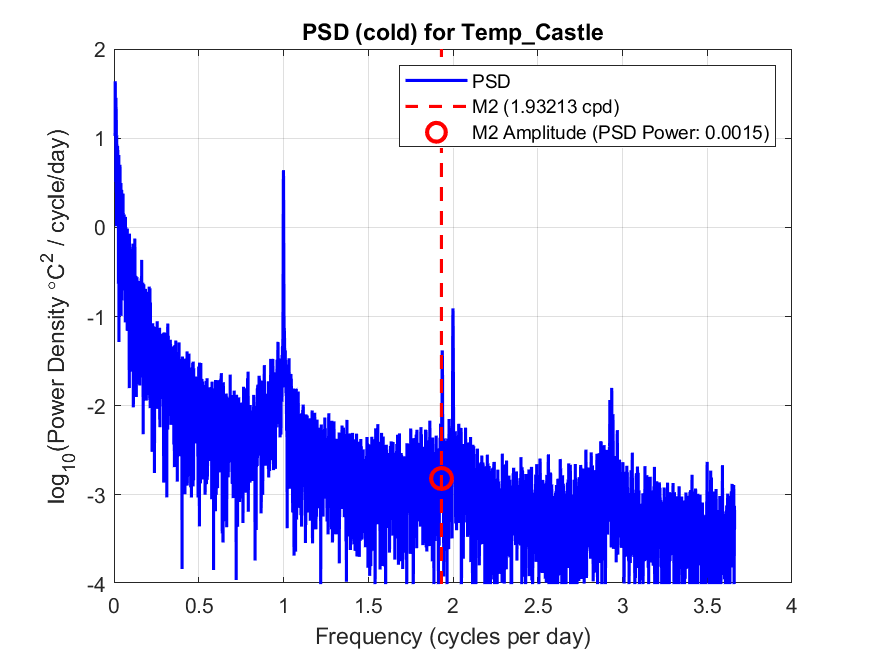 PSD (cold) for Temp_Castle
PSD
M2 (1.93213 cpd)
M2 Amplitude (PSD Power: 0.0015)
log10(Power Density °C2 / cycle/day)
2
1
0
-1
-2
-3
-4
0 0.5 1 1.5 2 2.5 3 3.5 4
Frequency (cycles per day)